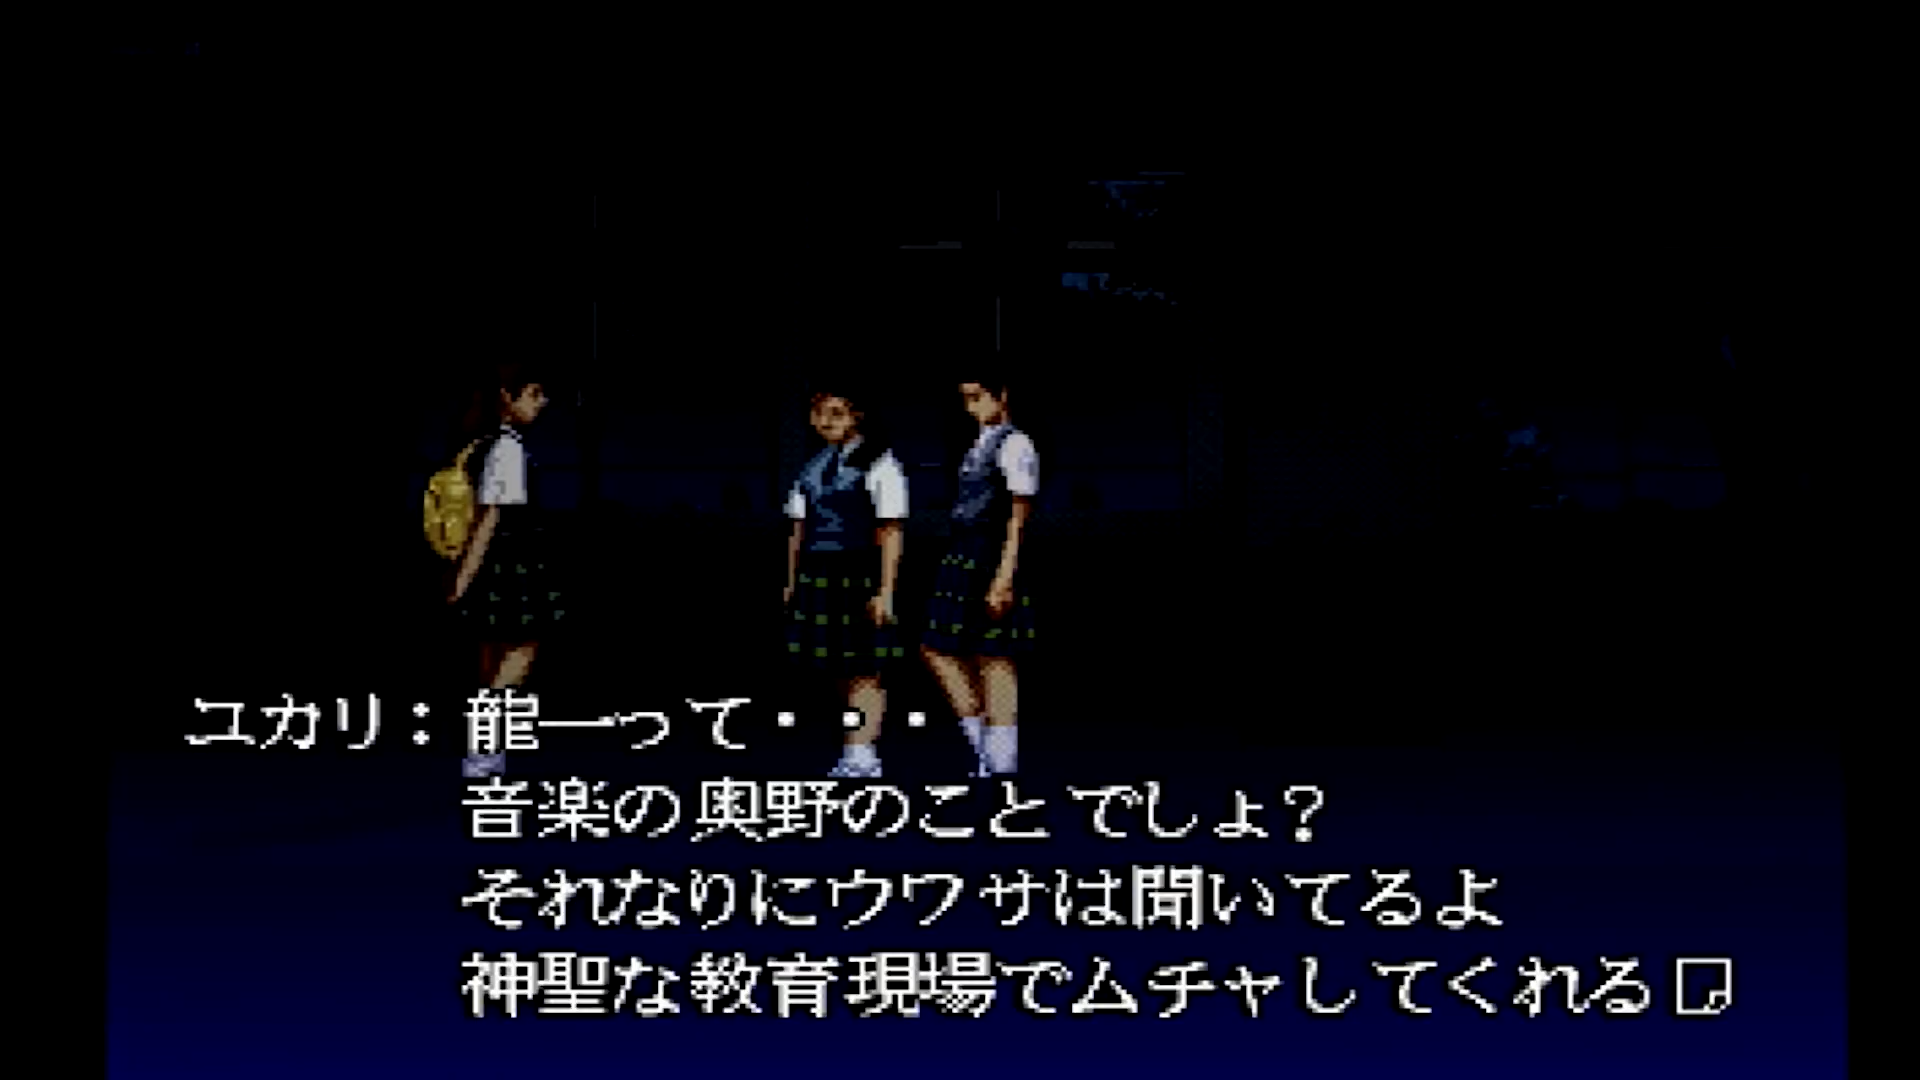 ユカリ：龍一って・・・
音楽の奥野のことでしょ？
それなりにウワサは聞いてるよ
神聖な教育現場でムチャしてくれる